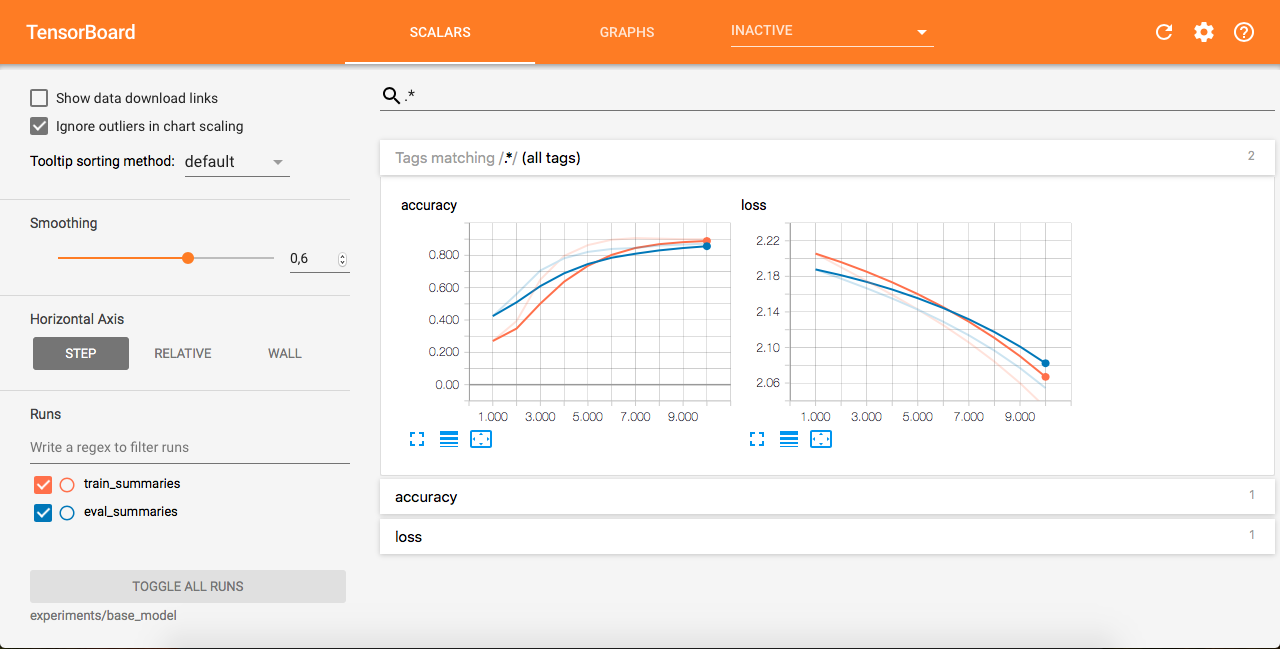 TensorBoard
SCALARS
GRAPHS
INACTIVE
Show data download links
Ignore outliers in chart scaling
Tooltip sorting method: default
Smoothing
0,6
Horizontal Axis
STEP
RELATIVE
WALL
Runs
Write a regex to filter runs
train_summaries
eval_summaries
TOGGLE ALL RUNS
experiments/base_model
.*
Tags matching /.*/ (all tags)
2
accuracy
0.800
0.600
0.400
0.200
0.00
1.000 3.000 5.000 7.000 9.000
loss
2.22
2.18
2.14
2.10
2.06
1.000 3.000 5.000 7.000 9.000
accuracy
1
loss
1